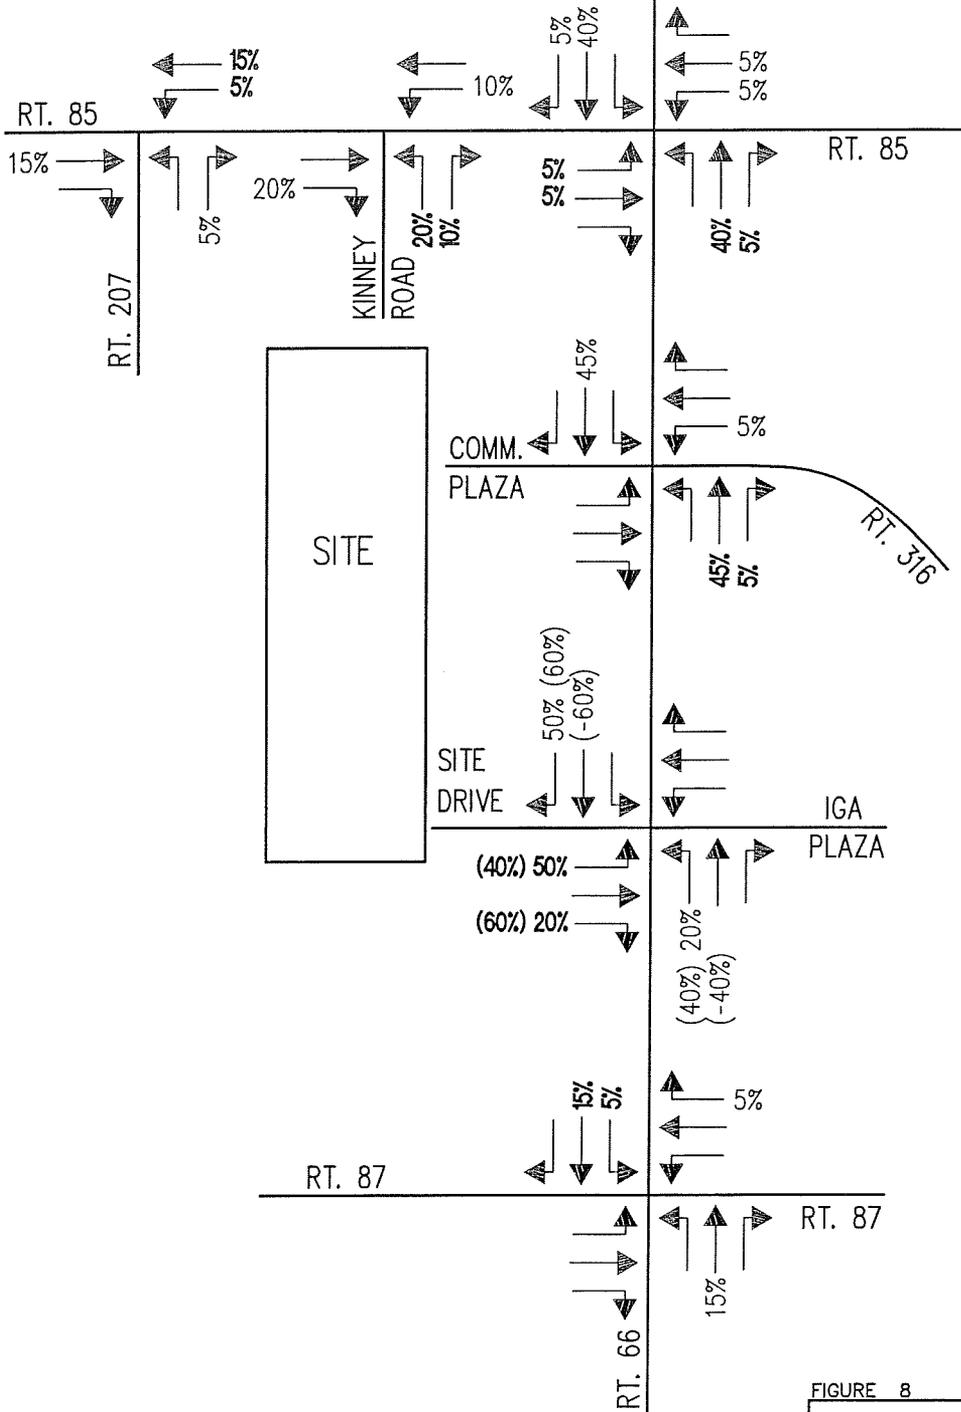 5%
40%
15%
5%
5%
5%
10%
RT. 85
RT. 85
15%
5%
20%
20%
10%
5%
5%
40%
5%
RT. 207
KINNEY
ROAD
45%
5%
COMM.
PLAZA
45%
5%
RT. 316
SITE
50% (60%)
(-60%)
SITE
DRIVE
IGA
PLAZA
(40%) 50%
(60%) 20%
(40%) 20%
(-40%)
15%
5%
5%
RT. 87
RT. 87
15%
RT. 66
FIGURE 8